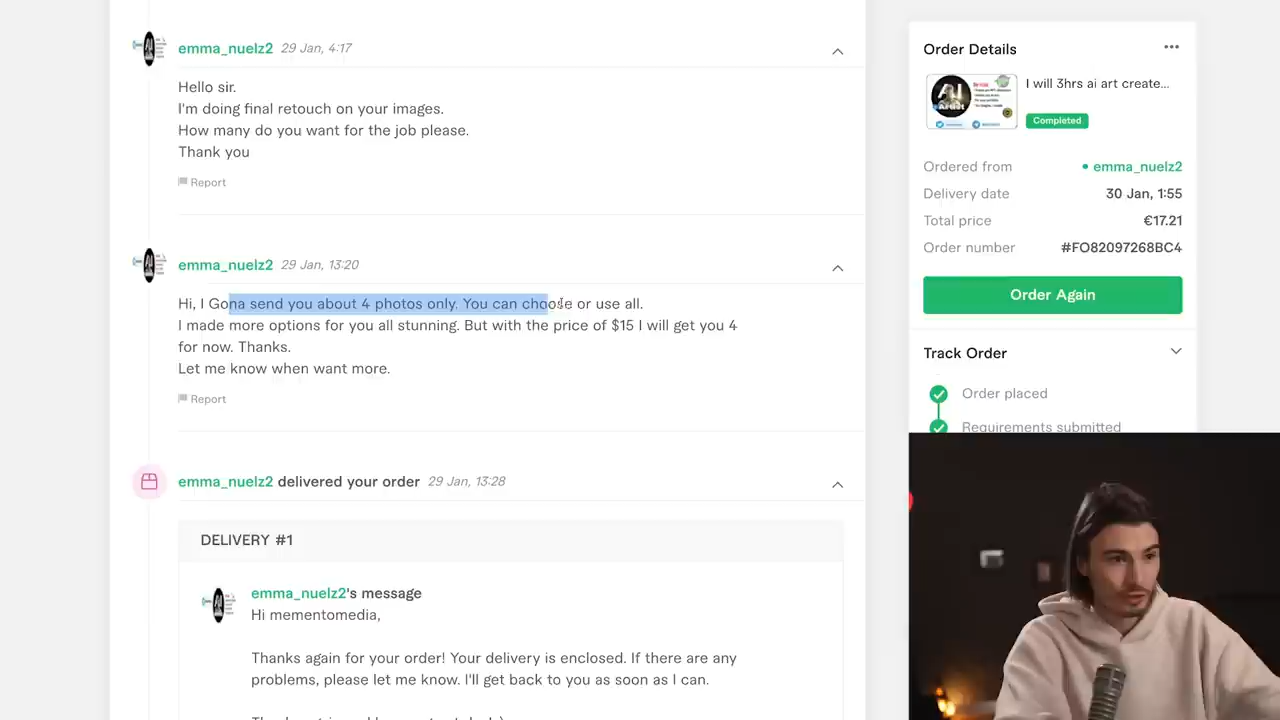 emma_nuelz2 29 Jan, 4:17
Hello sir.
I'm doing final touch on your images.
How many do you want for the job please.
Thank you
Report
emma_nuelz2 29 Jan, 13:20
Hi, I Gona send you about 4 photos only. You can choose or use all.
I made more options for you all stunning. But with the price of $15 I will get you 4
for now. Thanks.
Let me know when want more.
Report
emma_nuelz2 delivered your order 29 Jan, 13:28
DELIVERY #1
emma_nuelz2's message
Hi mementomedia,
Thanks again for your order! Your delivery is enclosed. If there are any
problems, please let me know. I'll get back to you as soon as I can.
Order Details
AI
Artist
I will 3hrs ai art create...
Completed
Ordered from emma_nuelz2
Delivery date 30 Jan, 1:55
Total price €17.21
Order number #FO82097268BC4
Order Again
Track Order
Order placed
Requirements submitted